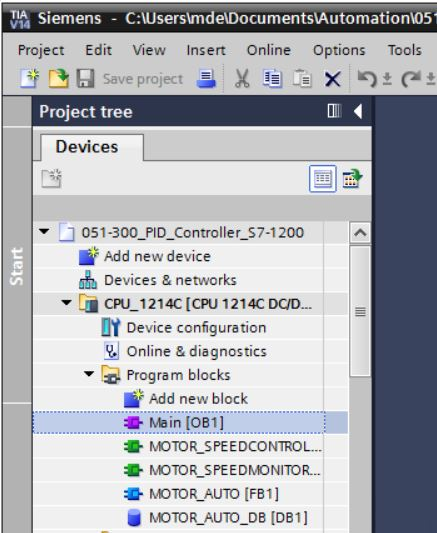 TIA V14 Siemens - C:\Users\mde\Documents\Automation\051
Project Edit View Insert Online Options Tools
Save project
Project tree
Devices
Start
051-300_PID_Controller_S7-1200
Add new device
Devices & networks
CPU_1214C [CPU 1214C DC/D...
Device configuration
Online & diagnostics
Program blocks
Add new block
Main [OB1]
MOTOR_SPEEDCONTROL...
MOTOR_SPEEDMONITOR...
MOTOR_AUTO [FB1]
MOTOR_AUTO_DB [DB1]